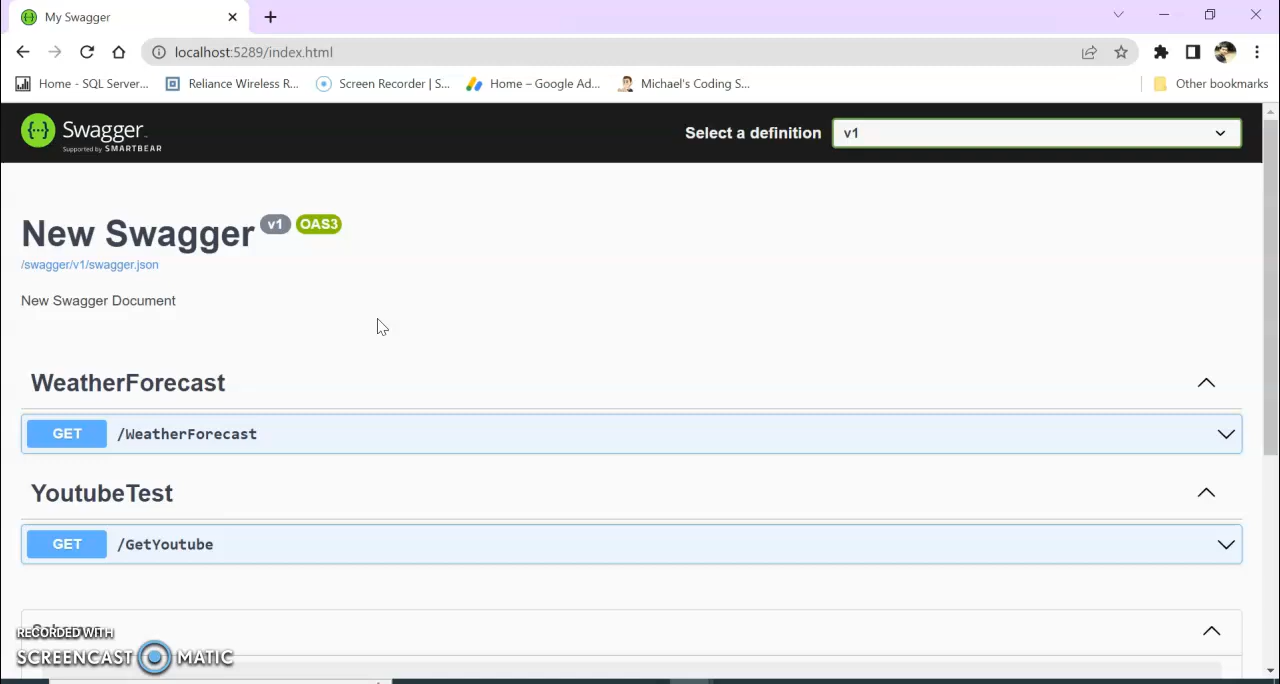 My Swagger
localhost:5289/index.html
Home - SQL Server...
Reliance Wireless R...
Screen Recorder | S...
Home – Google Ad...
Michael's Coding S...
Other bookmarks
Swagger
Supported by SMARTBEAR
Select a definition
v1
New Swagger v1 OAS3
/swagger/v1/swagger.json
New Swagger Document
WeatherForecast
GET /WeatherForecast
YoutubeTest
GET /GetYoutube
RECORDED WITH
SCREENCAST MATIC